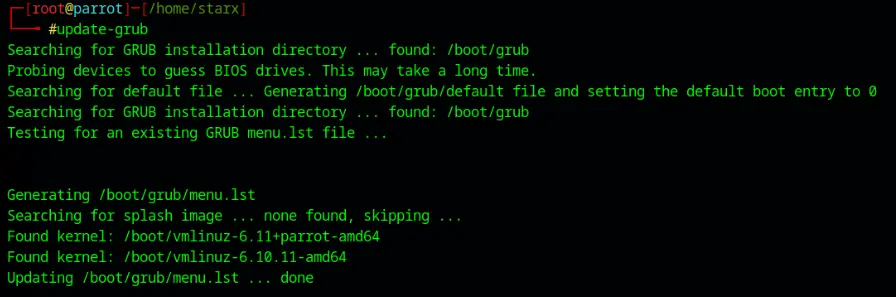 ┌─[root@parrot]─[/home/starx]
└──╼ #update-grub
Searching for GRUB installation directory ... found: /boot/grub
Probing devices to guess BIOS drives. This may take a long time.
Searching for default file ... Generating /boot/grub/default file and setting the default boot entry to 0
Searching for GRUB installation directory ... found: /boot/grub
Testing for an existing GRUB menu.lst file ...
Generating /boot/grub/menu.lst
Searching for splash image ... none found, skipping ...
Found kernel: /boot/vmlinuz-6.11+parrot-amd64
Found kernel: /boot/vmlinuz-6.10.11-amd64
Updating /boot/grub/menu.lst ... done